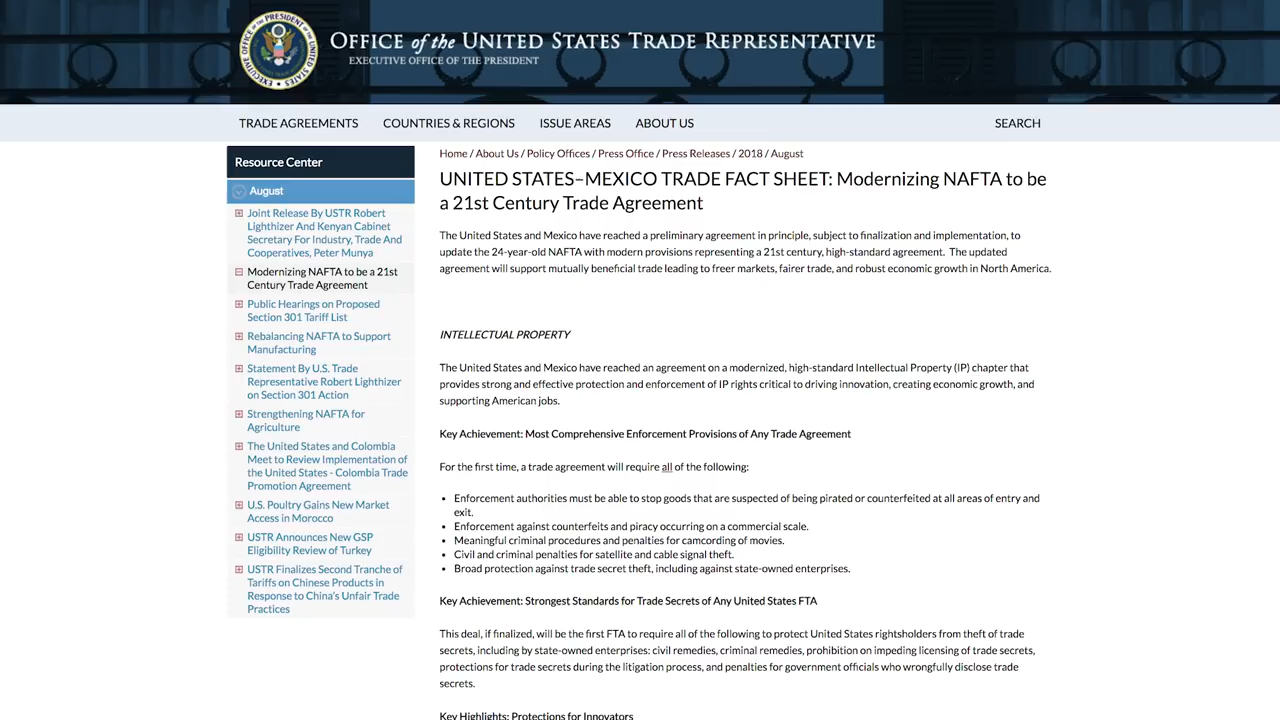 OFFICE of the UNITED STATES TRADE REPRESENTATIVE
EXECUTIVE OFFICE OF THE PRESIDENT
TRADE AGREEMENTS COUNTRIES & REGIONS ISSUE AREAS ABOUT US SEARCH
Resource Center
August
Joint Release By USTR Robert
Lighthizer And Kenyan Cabinet
Secretary For Industry, Trade And
Cooperatives, Peter Munya
Modernizing NAFTA to be a 21st
Century Trade Agreement
Public Hearings on Proposed
Section 301 Tariff List
Rebalancing NAFTA to Support
Manufacturing
Statement By U.S. Trade
Representative Robert Lighthizer
on Section 301 Action
Strengthening NAFTA for
Agriculture
The United States and Colombia
Meet to Review Implementation of
the United States - Colombia Trade
Promotion Agreement
U.S. Poultry Gains New Market
Access in Morocco
USTR Announces New GSP
Eligibility Review of Turkey
USTR Finalizes Second Tranche of
Tariffs on Chinese Products in
Response to China's Unfair Trade
Practices
Home / About Us / Policy Offices / Press Office / Press Releases / 2018 / August
UNITED STATES–MEXICO TRADE FACT SHEET: Modernizing NAFTA to be
a 21st Century Trade Agreement
The United States and Mexico have reached a preliminary agreement in principle, subject to finalization and implementation, to
update the 24-year-old NAFTA with modern provisions representing a 21st century, high-standard agreement. The updated
agreement will support mutually beneficial trade leading to freer markets, fairer trade, and robust economic growth in North America.
INTELLECTUAL PROPERTY
The United States and Mexico have reached an agreement on a modernized, high-standard Intellectual Property (IP) chapter that
provides strong and effective protection and enforcement of IP rights critical to driving innovation, creating economic growth, and
supporting American jobs.
Key Achievement: Most Comprehensive Enforcement Provisions of Any Trade Agreement
For the first time, a trade agreement will require all of the following:
• Enforcement authorities must be able to stop goods that are suspected of being pirated or counterfeited at all areas of entry and
exit.
• Enforcement against counterfeits and piracy occurring on a commercial scale.
• Meaningful criminal procedures and penalties for camcording of movies.
• Civil and criminal penalties for satellite and cable signal theft.
• Broad protection against trade secret theft, including against state-owned enterprises.
Key Achievement: Strongest Standards for Trade Secrets of Any United States FTA
This deal, if finalized, will be the first FTA to require all of the following to protect United States rightsholders from theft of trade
secrets, including by state-owned enterprises: civil remedies, criminal remedies, prohibition on impeding licensing of trade secrets,
protections for trade secrets during the litigation process, and penalties for government officials who wrongfully disclose trade
secrets.
Key Highlights: Protections for Innovators